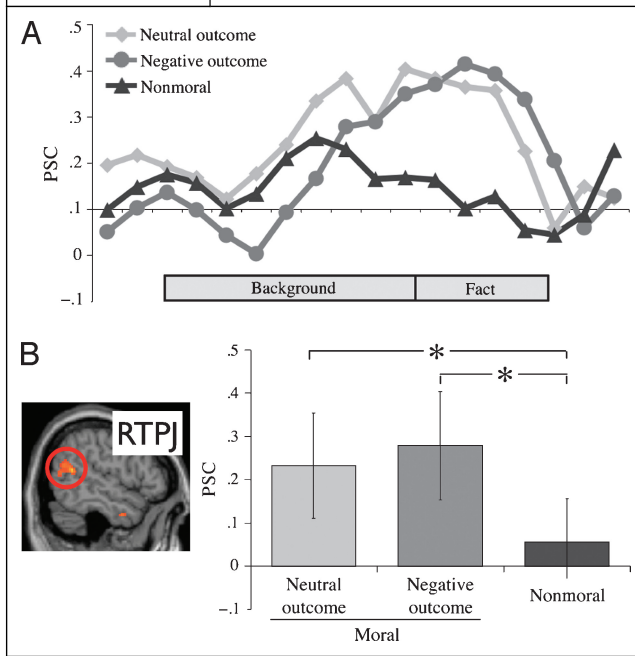 A
.5
.4
.3
.2
.1
0
–.1
PSC
Neutral outcome
Negative outcome
Nonmoral
Background
Fact
B
RTPJ
.5
.4
.3
.2
.1
0
–.1
PSC
*
*
Neutral
outcome
Negative
outcome
Nonmoral
Moral